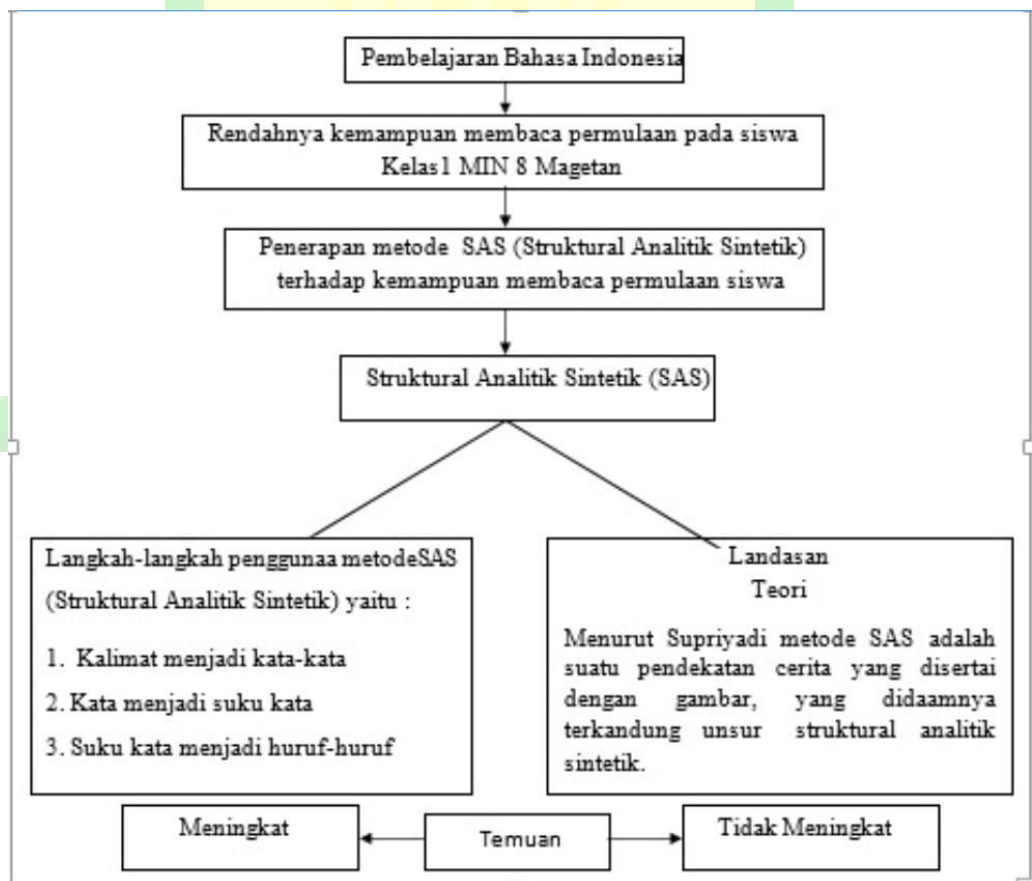 Pembelajaran Bahasa Indonesia
Rendahnya kemampuan membaca permulaan pada siswa
Kelas1 MIN 8 Magetan
Penerapan metode SAS (Struktural Analitik Sintetik)
terhadap kemampuan membaca permulaan siswa
Struktural Analitik Sintetik (SAS)
Langkah-langkah penggunaa metodeSAS
(Struktural Analitik Sintetik) yaitu :
1. Kalimat menjadi kata-kata
2. Kata menjadi suku kata
3. Suku kata menjadi huruf-huruf
Landasan
Teori
Menurut Supriyadi metode SAS adalah
suatu pendekatan cerita yang disertai
dengan gambar, yang didaamnya
terkandung unsur struktural analitik
sintetik.
Meningkat
Temuan
Tidak Meningkat